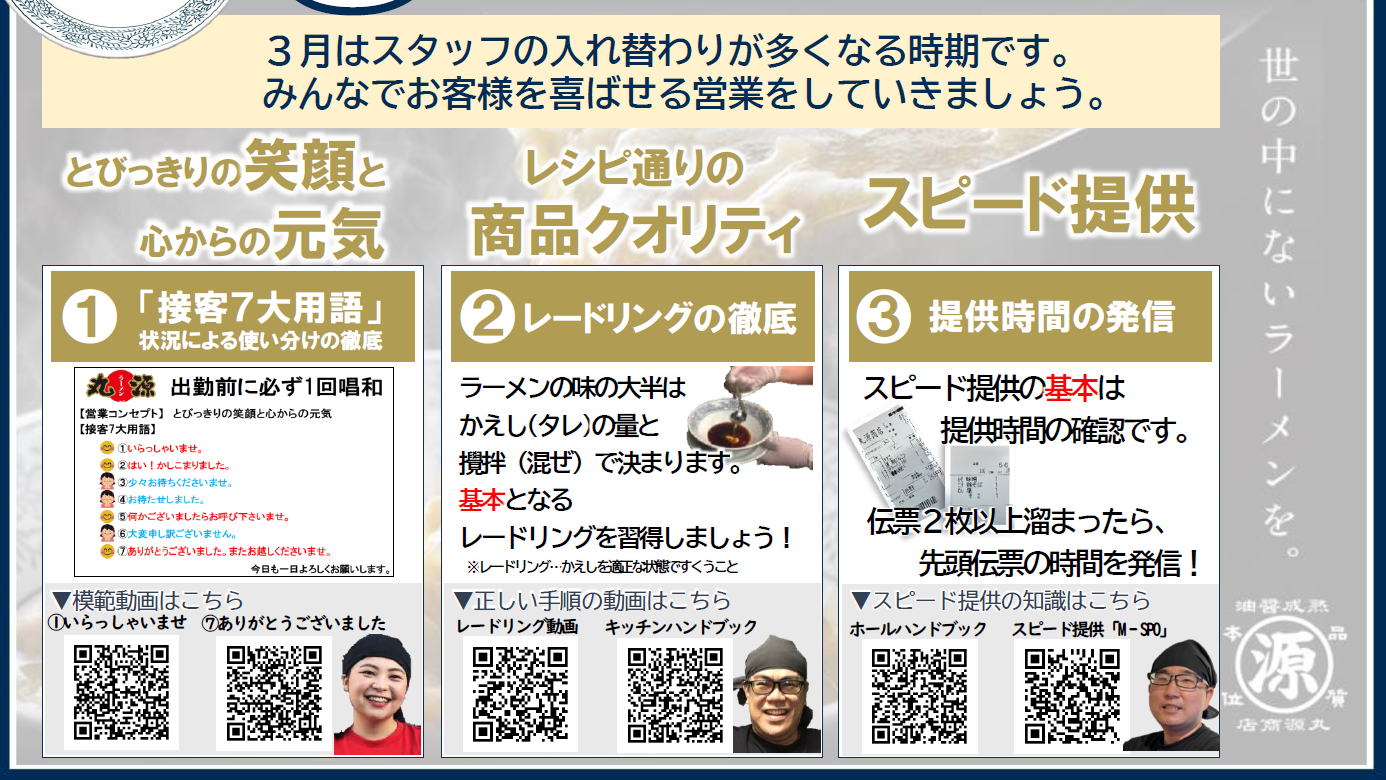 3月はスタッフの入れ替わりが多くなる時期です。
みんなでお客様を喜ばせる営業をしていきましょう。
とびっきりの笑顔と
心からの元気
レシピ通りの
商品クオリティ
スピード提供
①「接客7大用語」
状況による使い分けの徹底
丸源
ラーメン
出勤前に必ず1回唱和
【営業コンセプト】 とびっきりの笑顔と心からの元気
【接客7大用語】
①いらっしゃいませ。
②はい！かしこまりました。
③少々お待ちくださいませ。
④お待たせしました。
⑤何かございましたらお呼び下さいませ。
⑥大変申し訳ございません。
⑦ありがとうございました。またお越しくださいませ。
今日も一日よろしくお願いします。
▼模範動画はこちら
①いらっしゃいませ ⑦ありがとうございました
②レードリングの徹底
ラーメンの味の大半は
かえし（タレ）の量と
攪拌（混ぜ）で決まります。
基本となる
レードリングを習得しましょう！
※レードリング…かえしを適正な状態ですくうこと
▼正しい手順の動画はこちら
レードリング動画 キッチンハンドブック
③提供時間の発信
スピード提供の基本は
提供時間の確認です。
伝票２枚以上溜まったら、
先頭伝票の時間を発信！
▼スピード提供の知識はこちら
ホールハンドブック スピード提供「M-SPO」
世の中にないラーメンを。
熟成醤油
本位
源
品質
丸源商店